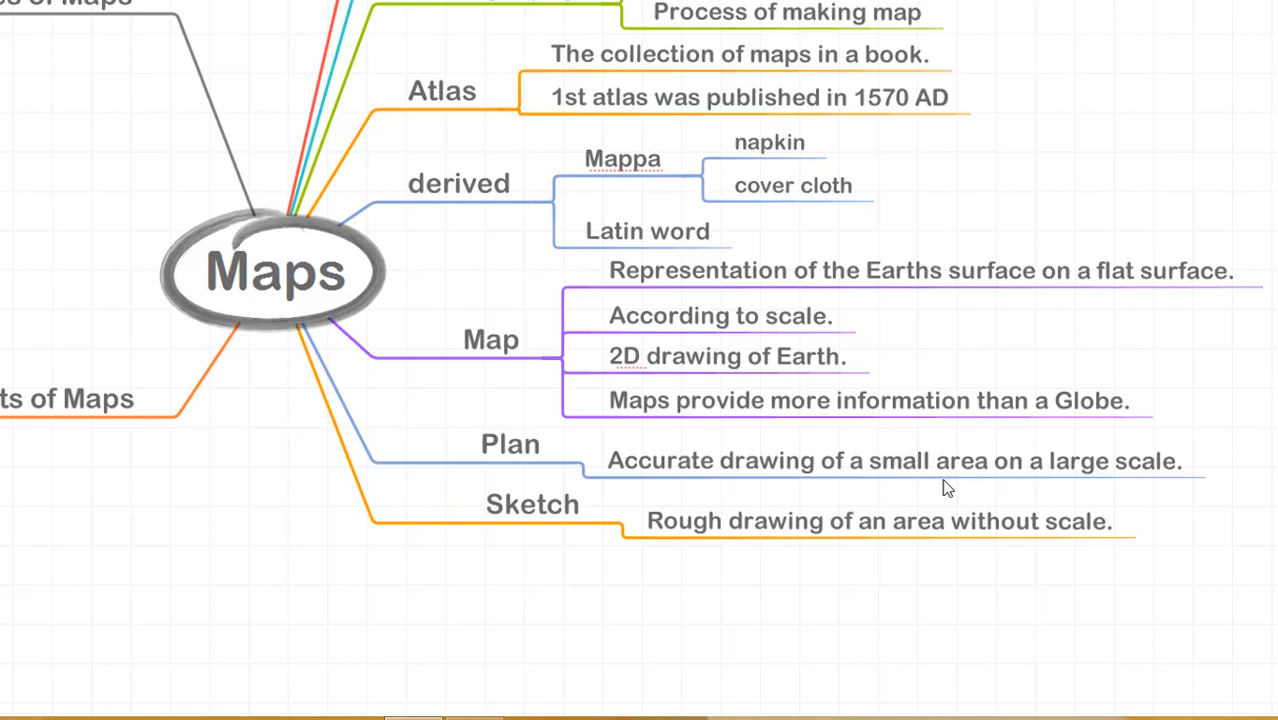 of Maps
Process of making map
The collection of maps in a book.
Atlas
1st atlas was published in 1570 AD
napkin
Mappa
cover cloth
derived
Latin word
Maps
Representation of the Earths surface on a flat surface.
According to scale.
Map
2D drawing of Earth.
Maps provide more information than a Globe.
ts of Maps
Plan
Accurate drawing of a small area on a large scale.
Sketch
Rough drawing of an area without scale.